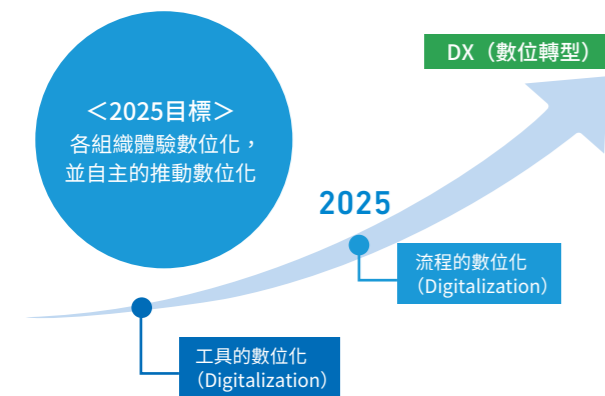 DX（數位轉型）
＜2025目標＞
各組織體驗數位化，
並自主的推動數位化
2025
流程的數位化
（Digitalization）
工具的數位化
（Digitalization）